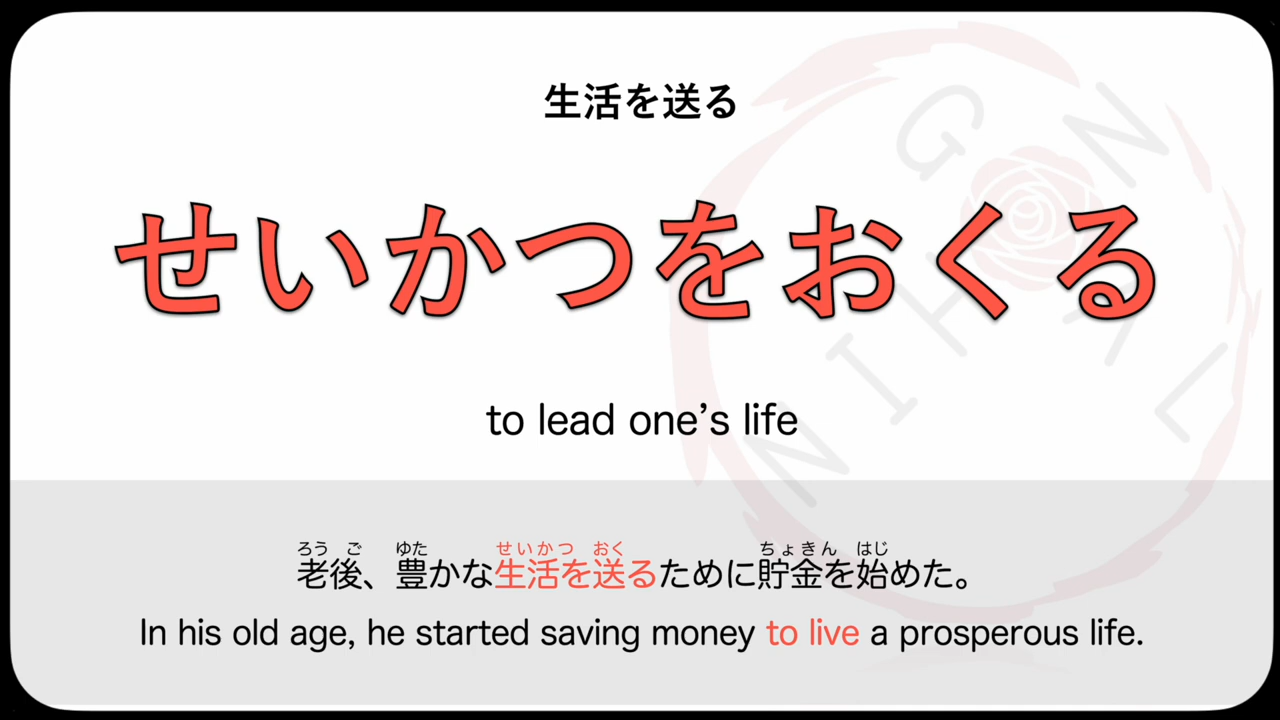 生活を送る
せいかつをおくる
to lead one's life
ろうご ゆた せいかつ おく ちょきん はじ
老後、豊かな生活を送るために貯金を始めた。
In his old age, he started saving money to live a prosperous life.
NIHON
GAL